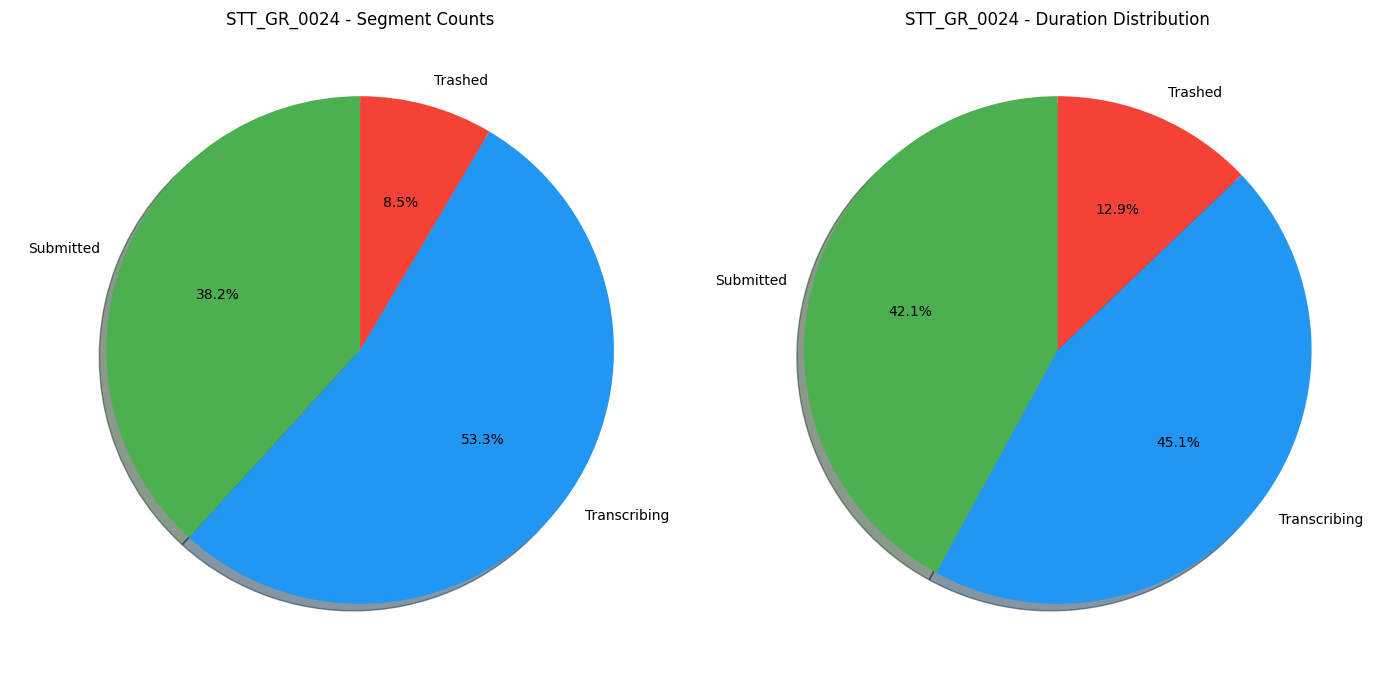 STT_GR_0024 - Segment Counts
Trashed
8.5%
Submitted
38.2%
53.3%
Transcribing
STT_GR_0024 - Duration Distribution
Trashed
12.9%
Submitted
42.1%
45.1%
Transcribing